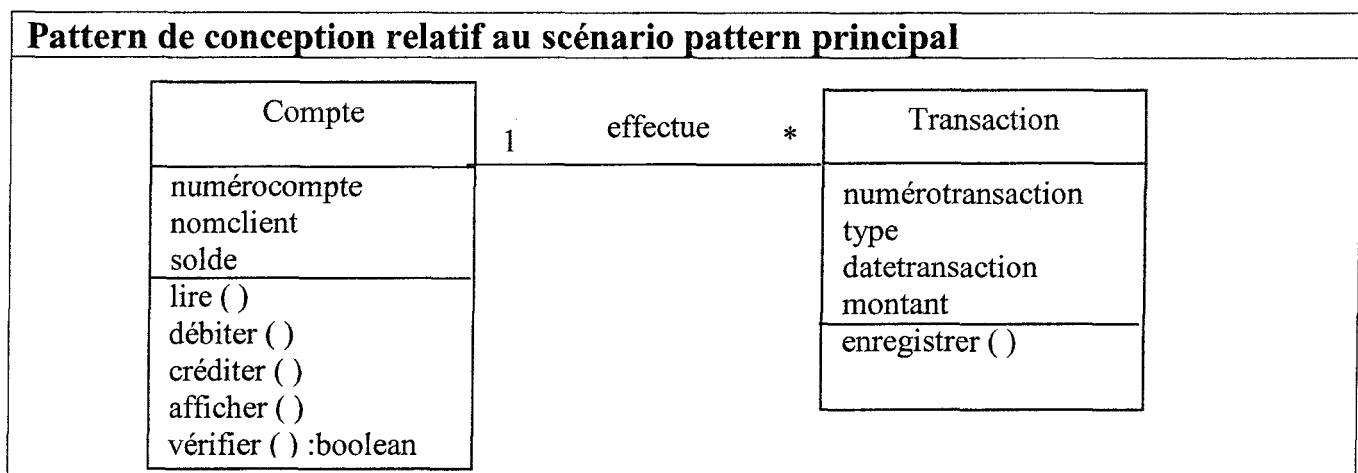 Pattern de conception relatif au scénario pattern principal
Compte
numérocompte
nomclient
solde
lire ( )
débiter ( )
créditer ( )
afficher ( )
vérifier ( ) :boolean
1 effectue *
Transaction
numérotransaction
type
datetransaction
montant
enregistrer ( )